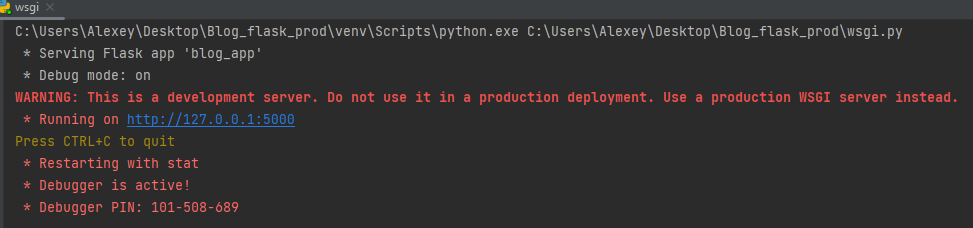 wsgi
C:\Users\Alexey\Desktop\Blog_flask_prod\venv\Scripts\python.exe C:\Users\Alexey\Desktop\Blog_flask_prod\wsgi.py
* Serving Flask app 'blog_app'
* Debug mode: on
WARNING: This is a development server. Do not use it in a production deployment. Use a production WSGI server instead.
* Running on http://127.0.0.1:5000
Press CTRL+C to quit
* Restarting with stat
* Debugger is active!
* Debugger PIN: 101-508-689